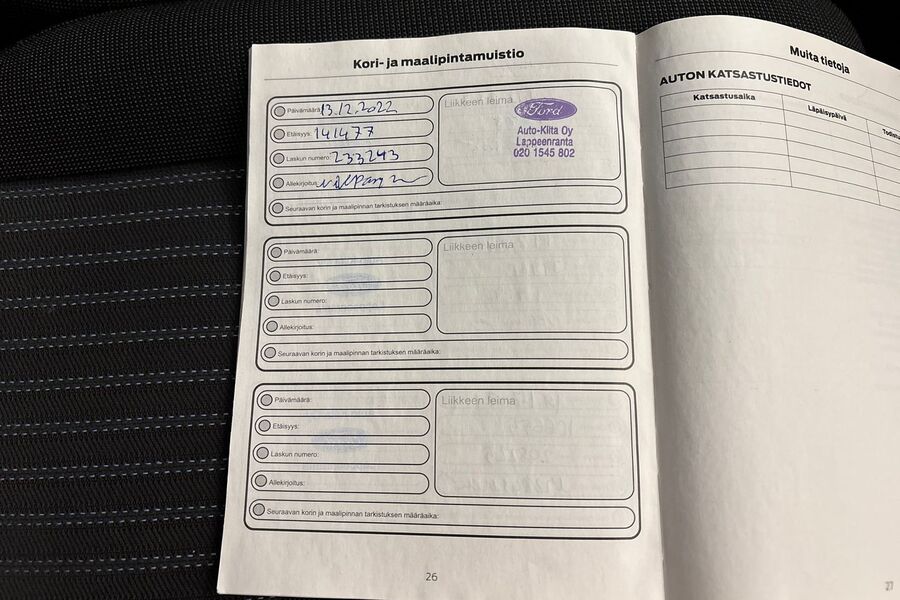 Kori- ja maalipintamuistio
Päivämäärä: 13.12.2022
Etäisyys: 141477
Laskun numero: 233243
Allekirjoitus:
Liikkeen leima
Ford
Auto-Kilta Oy
Lappeenranta
020 1545 802
Seuraavan korin ja maalipinnan tarkistuksen määräaika:
Päivämäärä:
Etäisyys:
Laskun numero:
Allekirjoitus:
Liikkeen leima
Seuraavan korin ja maalipinnan tarkistuksen määräaika:
Päivämäärä:
Etäisyys:
Laskun numero:
Allekirjoitus:
Liikkeen leima
Seuraavan korin ja maalipinnan tarkistuksen määräaika:
26
Muita tietoja
AUTON KATSASTUSTIEDOT
Katsastusaika
Läpäisypäivä
27